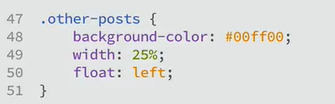 47 .other-posts {
48 background-color: #00ff00;
49 width: 25%;
50 float: left;
51 }